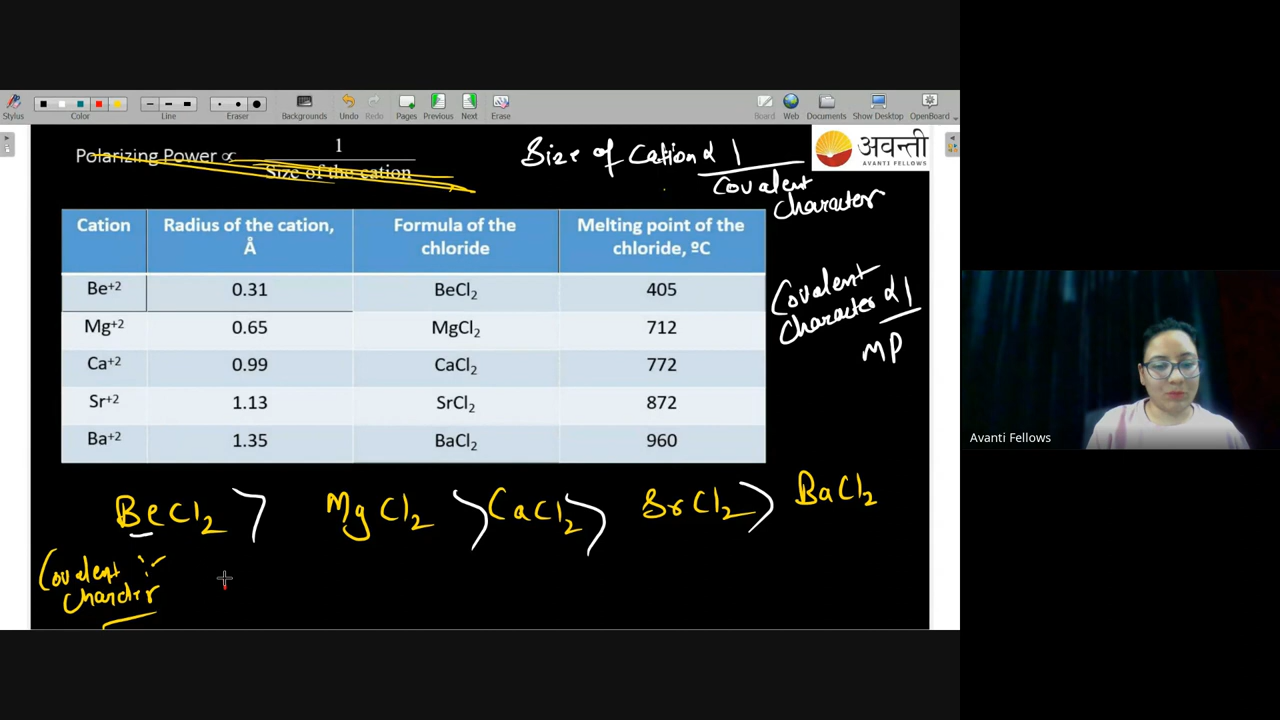 Stylus
Color
Line
Eraser
Backgrounds
Undo
Redo
Pages
Previous
Next
Erase
Board
Web
Documents
Show Desktop
OpenBoard
Polarizing Power ∝ 1
Size of the cation
Size of Cation ∝ 1
Covalent
Character
अवन्ती
AVANTI FELLOWS
Cation | Radius of the cation, Å | Formula of the chloride | Melting point of the chloride, ºC
Be+2 | 0.31 | BeCl2 | 405
Mg+2 | 0.65 | MgCl2 | 712
Ca+2 | 0.99 | CaCl2 | 772
Sr+2 | 1.13 | SrCl2 | 872
Ba+2 | 1.35 | BaCl2 | 960
Covalent
Character ∝ 1
MP
BeCl2 > MgCl2 > CaCl2 > SrCl2 > BaCl2
Covalent :-
Avanti Fellows